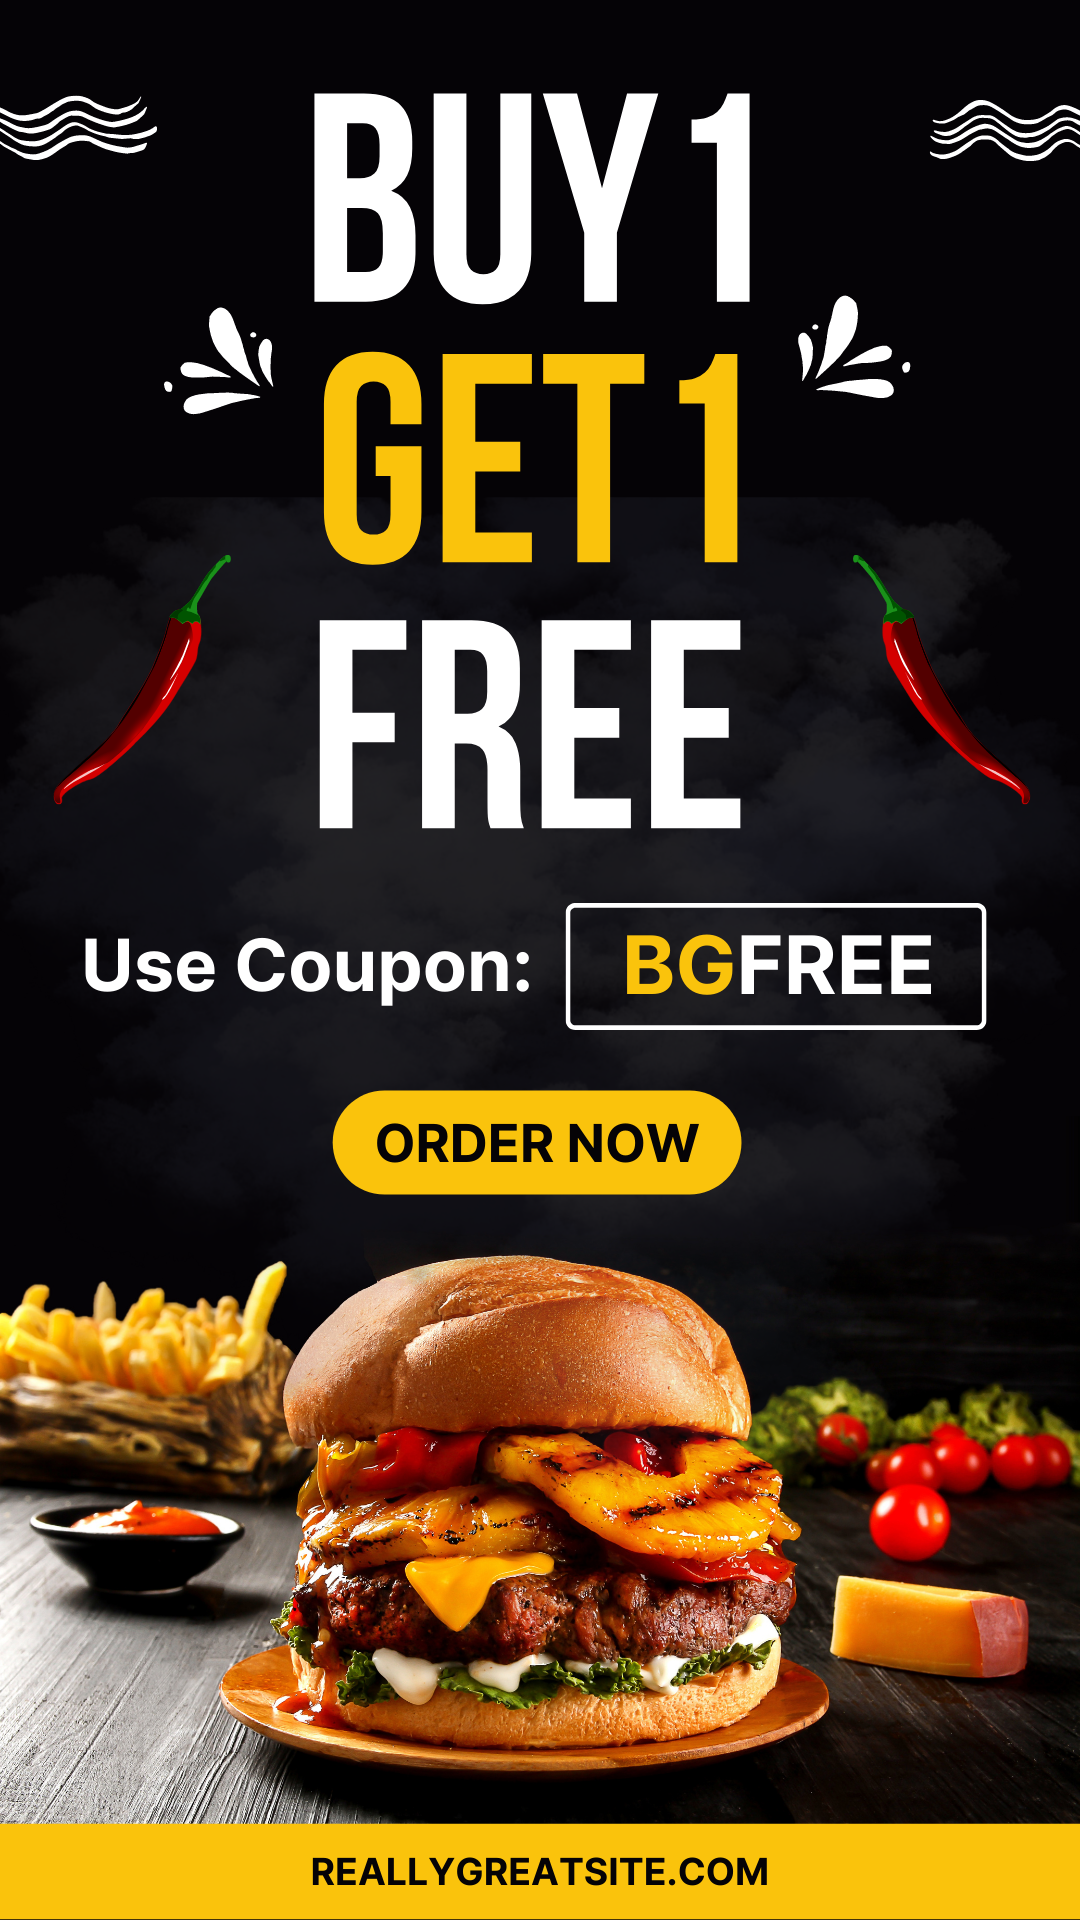 BUY 1
GET 1
FREE
Use Coupon: BGFREE
ORDER NOW
REALLYGREATSITE.COM